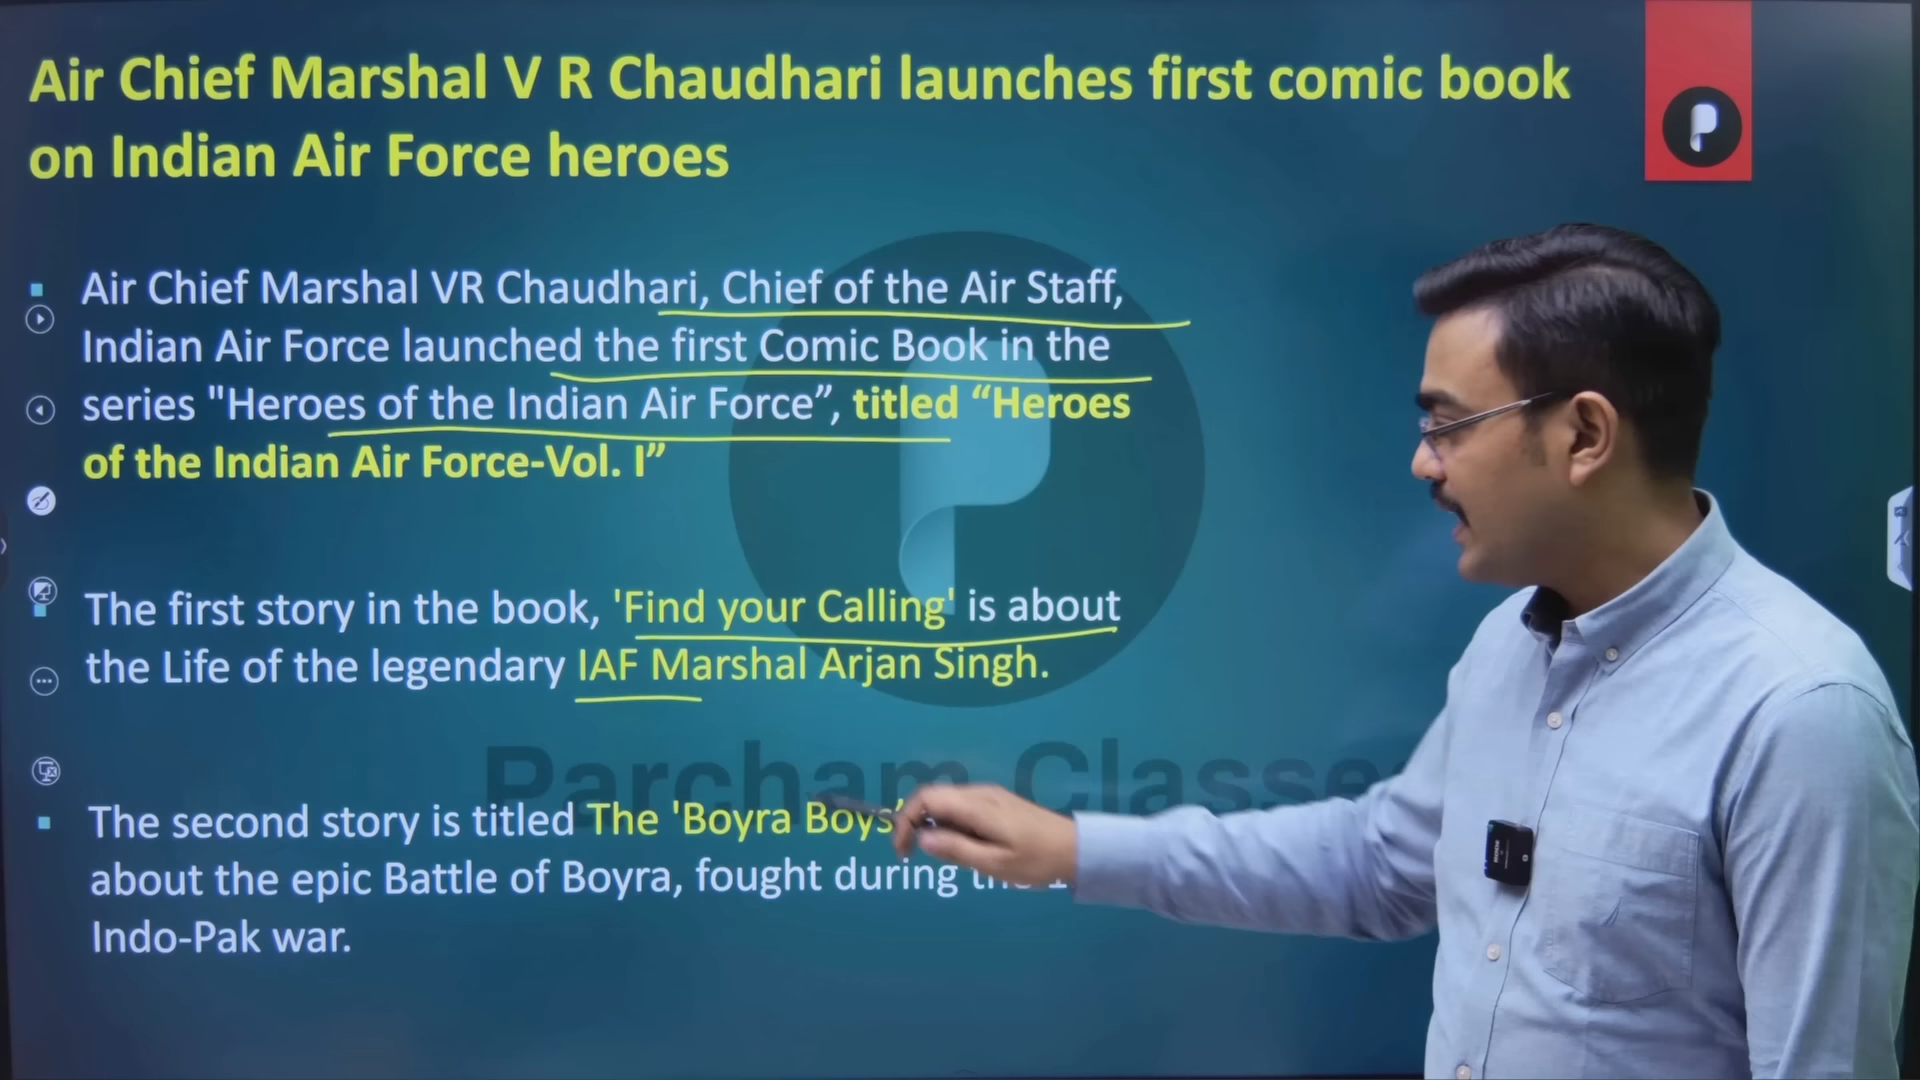 Air Chief Marshal V R Chaudhari launches first comic book
on Indian Air Force heroes
Air Chief Marshal VR Chaudhari, Chief of the Air Staff,
Indian Air Force launched the first Comic Book in the
series "Heroes of the Indian Air Force”, titled “Heroes
of the Indian Air Force-Vol. I”
The first story in the book, 'Find your Calling' is about
the Life of the legendary IAF Marshal Arjan Singh.
Parcham Classes
The second story is titled The 'Boyra Boys'
about the epic Battle of Boyra, fought during
Indo-Pak war.